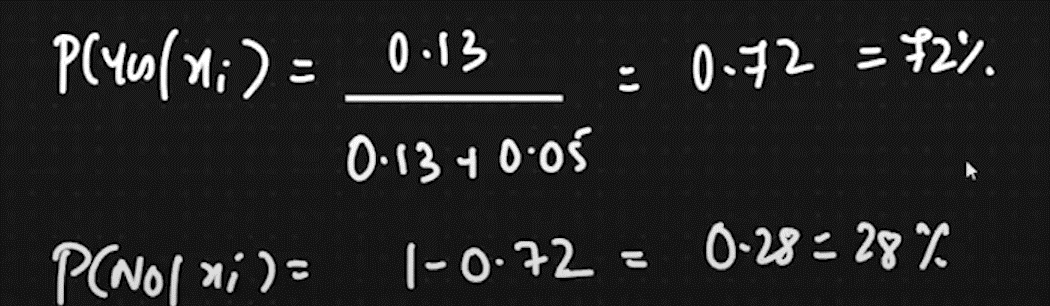 P(Yes/xi) = 0.13 / 0.13 + 0.05 = 0.72 = 72%.
P(No/xi) = 1-0.72 = 0.28 = 28%